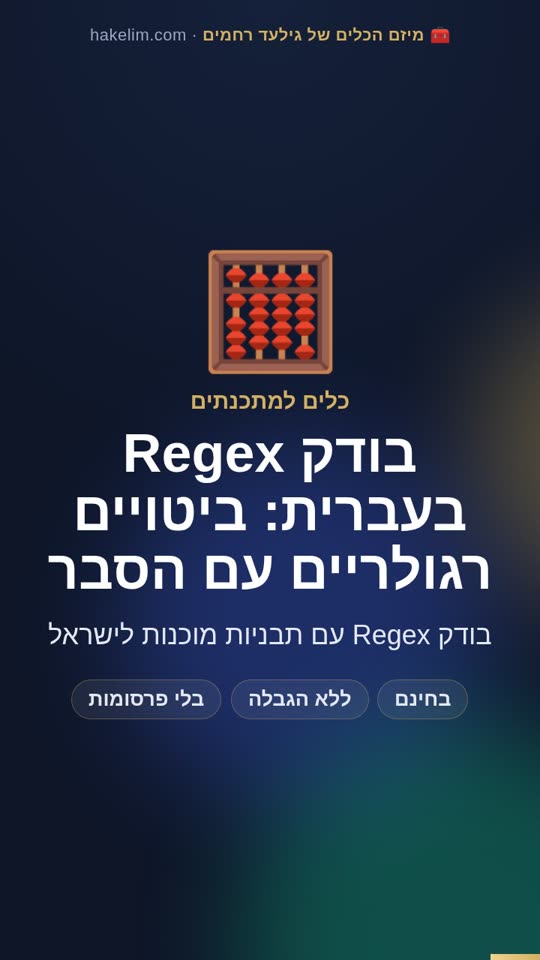 🧰 מיזם הכלים של גילעד רחמים · hakelim.com
כלים למתכנתים
בודק Regex
בעברית: ביטויים
רגולריים עם הסבר
בודק Regex עם תבניות מוכנות לישראל
בחינם
ללא הגבלה
בלי פרסומות